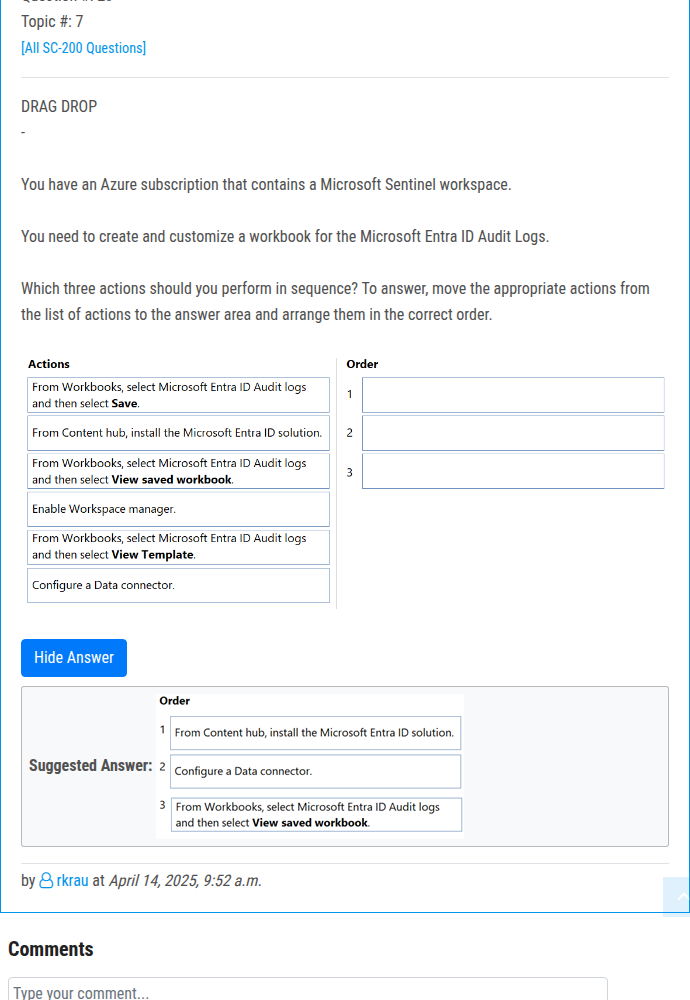 Topic #: 7
[All SC-200 Questions]
DRAG DROP
-
You have an Azure subscription that contains a Microsoft Sentinel workspace.
You need to create and customize a workbook for the Microsoft Entra ID Audit Logs.
Which three actions should you perform in sequence? To answer, move the appropriate actions from
the list of actions to the answer area and arrange them in the correct order.
Actions
From Workbooks, select Microsoft Entra ID Audit logs
and then select Save.
From Content hub, install the Microsoft Entra ID solution.
From Workbooks, select Microsoft Entra ID Audit logs
and then select View saved workbook.
Enable Workspace manager.
From Workbooks, select Microsoft Entra ID Audit logs
and then select View Template.
Configure a Data connector.
Order
1
2
3
Hide Answer
Suggested Answer:
Order
1 From Content hub, install the Microsoft Entra ID solution.
2 Configure a Data connector.
3 From Workbooks, select Microsoft Entra ID Audit logs
and then select View saved workbook.
by rkrau at April 14, 2025, 9:52 a.m.
Comments
Type your comment...